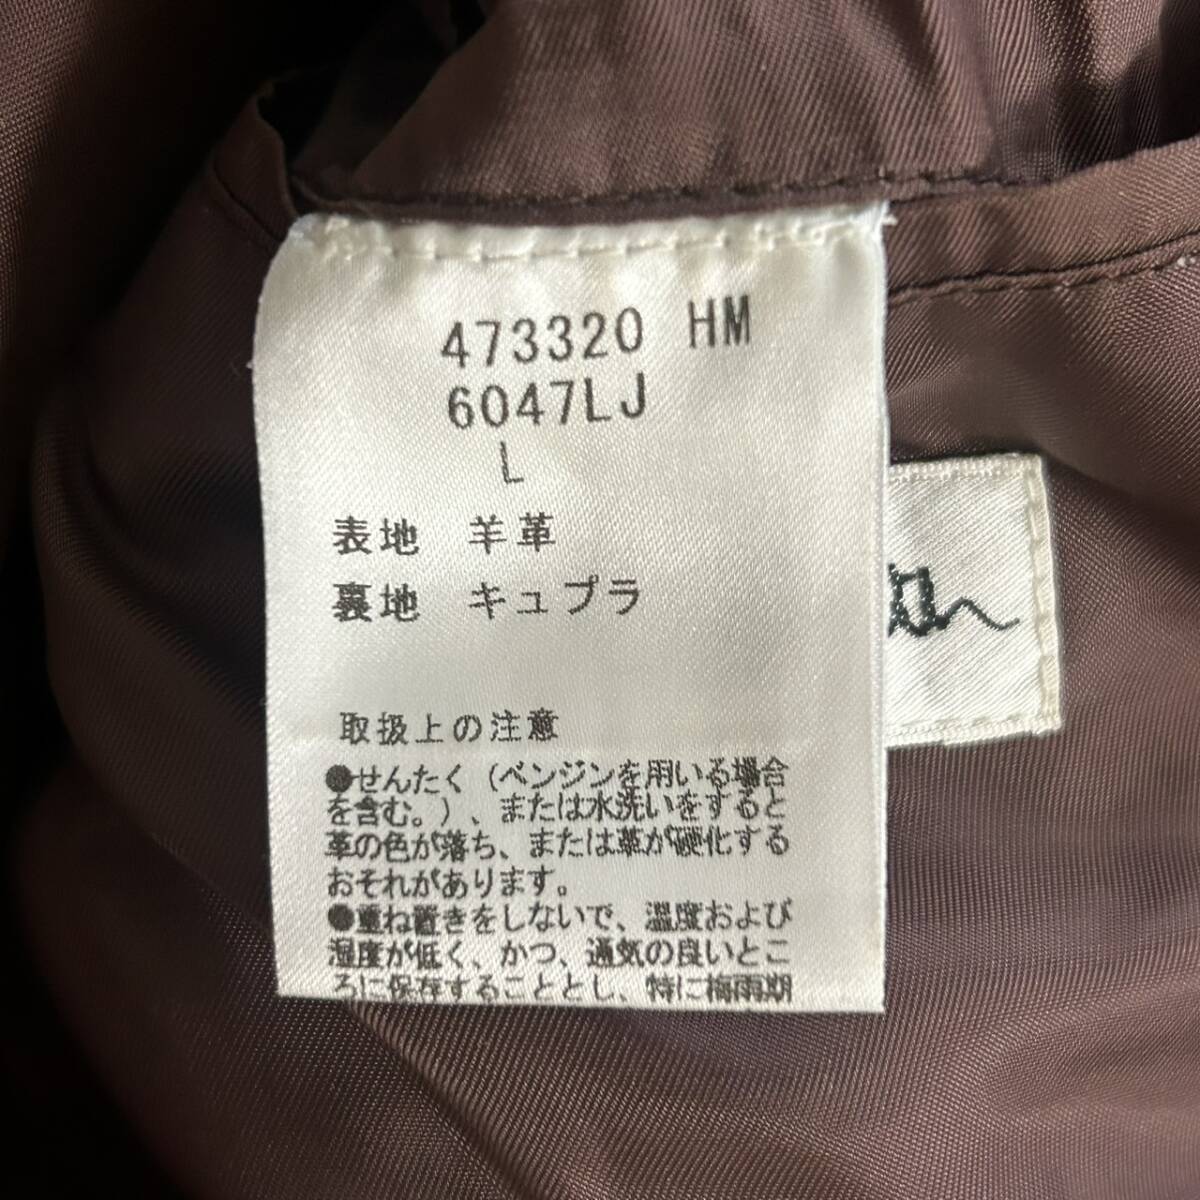 473320 HM
6047LJ
L
表地 羊革
裏地 キュプラ
取扱上の注意
●せんたく（ベンジンを用いる場合
を含む。）、または水洗いをすると
革の色が落ち、または革が硬化する
おそれがあります。
●重ね置きをしないで、温度および
湿度が低く、かつ、通気の良いとこ
ろに保存することとし、特に梅雨期